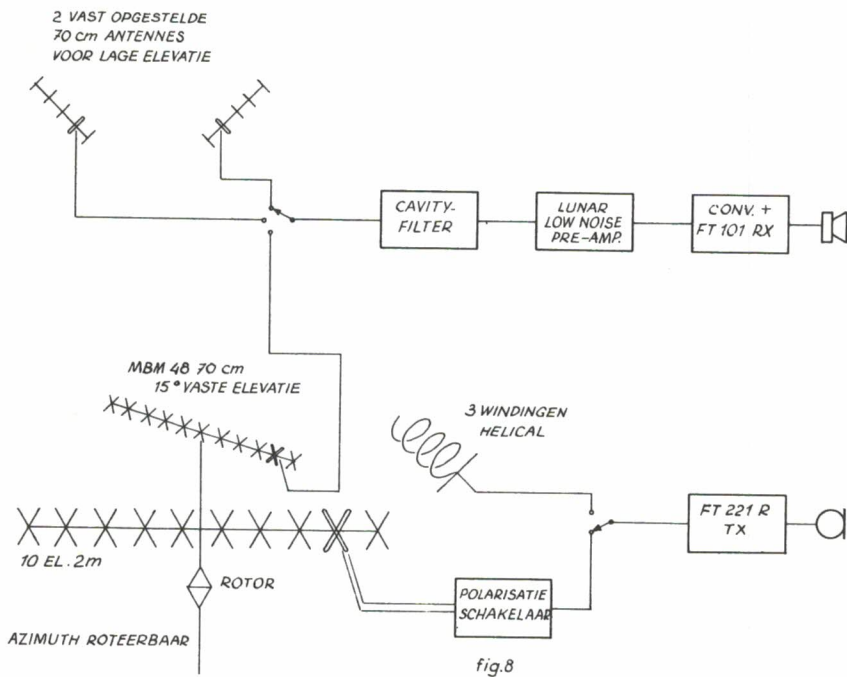 2 VAST OPGESTELDE
70 cm ANTENNES
VOOR LAGE ELEVATIE
CAVITY-
FILTER
LUNAR
LOW NOISE
PRE-AMP.
CONV. +
FT 101 RX
MBM 48 70 cm
15° VASTE ELEVATIE
3 WINDINGEN
HELICAL
FT 221 R
TX
10 EL. 2m
ROTOR
POLARISATIE
SCHAKELAAR
AZIMUTH ROTEERBAAR
fig.8